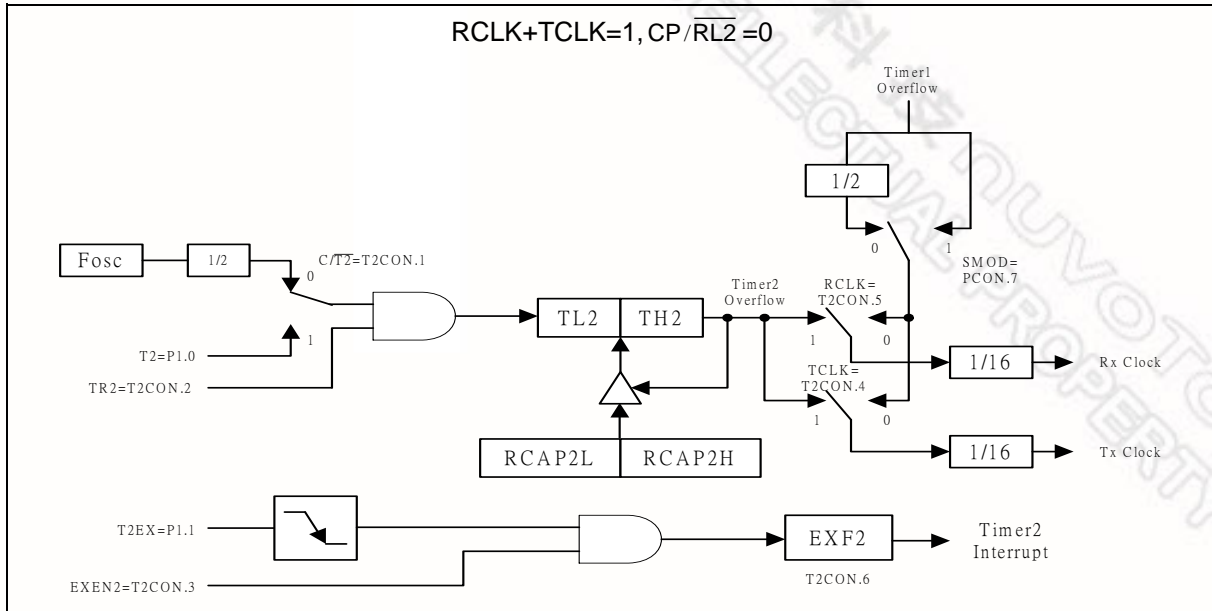 RCLK+TCLK=1, CP/RL2 =0
Timer1
Overflow
1/2
0
1
SMOD=
PCON.7
Fosc
1/2
C/T2=T2CON.1
0
1
T2=P1.0
TR2=T2CON.2
TL2
TH2
Timer2
Overflow
RCLK=
T2CON.5
1
0
1/16
Rx Clock
TCLK=
T2CON.4
1
0
1/16
Tx Clock
RCAP2L
RCAP2H
T2EX=P1.1
EXEN2=T2CON.3
EXF2
T2CON.6
Timer2
Interrupt
nuvoTo
ELLECTUAL PROPERTY